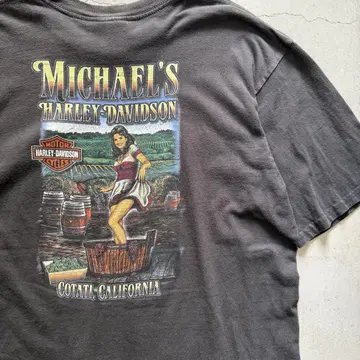 MICHAEL'S
HARLEY-DAVIDSON
MOTOR
HARLEY-DAVIDSON
CYCLES
COTATI, CALIFORNIA